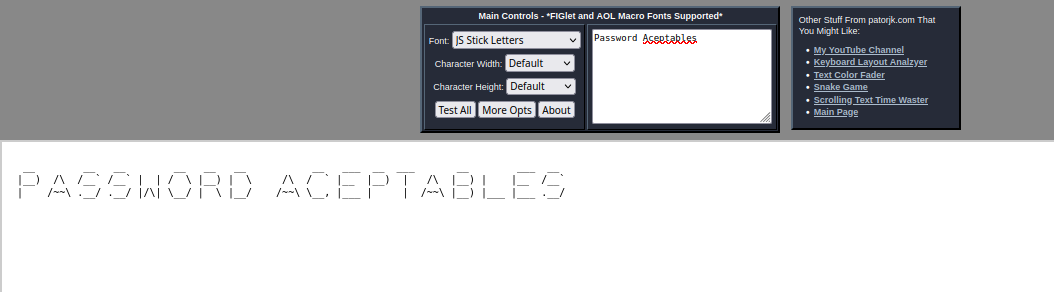 Main Controls - *FIGlet and AOL Macro Fonts Supported*
Font: JS Stick Letters
Character Width: Default
Character Height: Default
Test All More Opts About
Password Aceptables
Other Stuff From patorjk.com That
You Might Like:
My YouTube Channel
Keyboard Layout Analzyer
Text Color Fader
Snake Game
Scrolling Text Time Waster
Main Page
PASSWORD ACEPTABLES